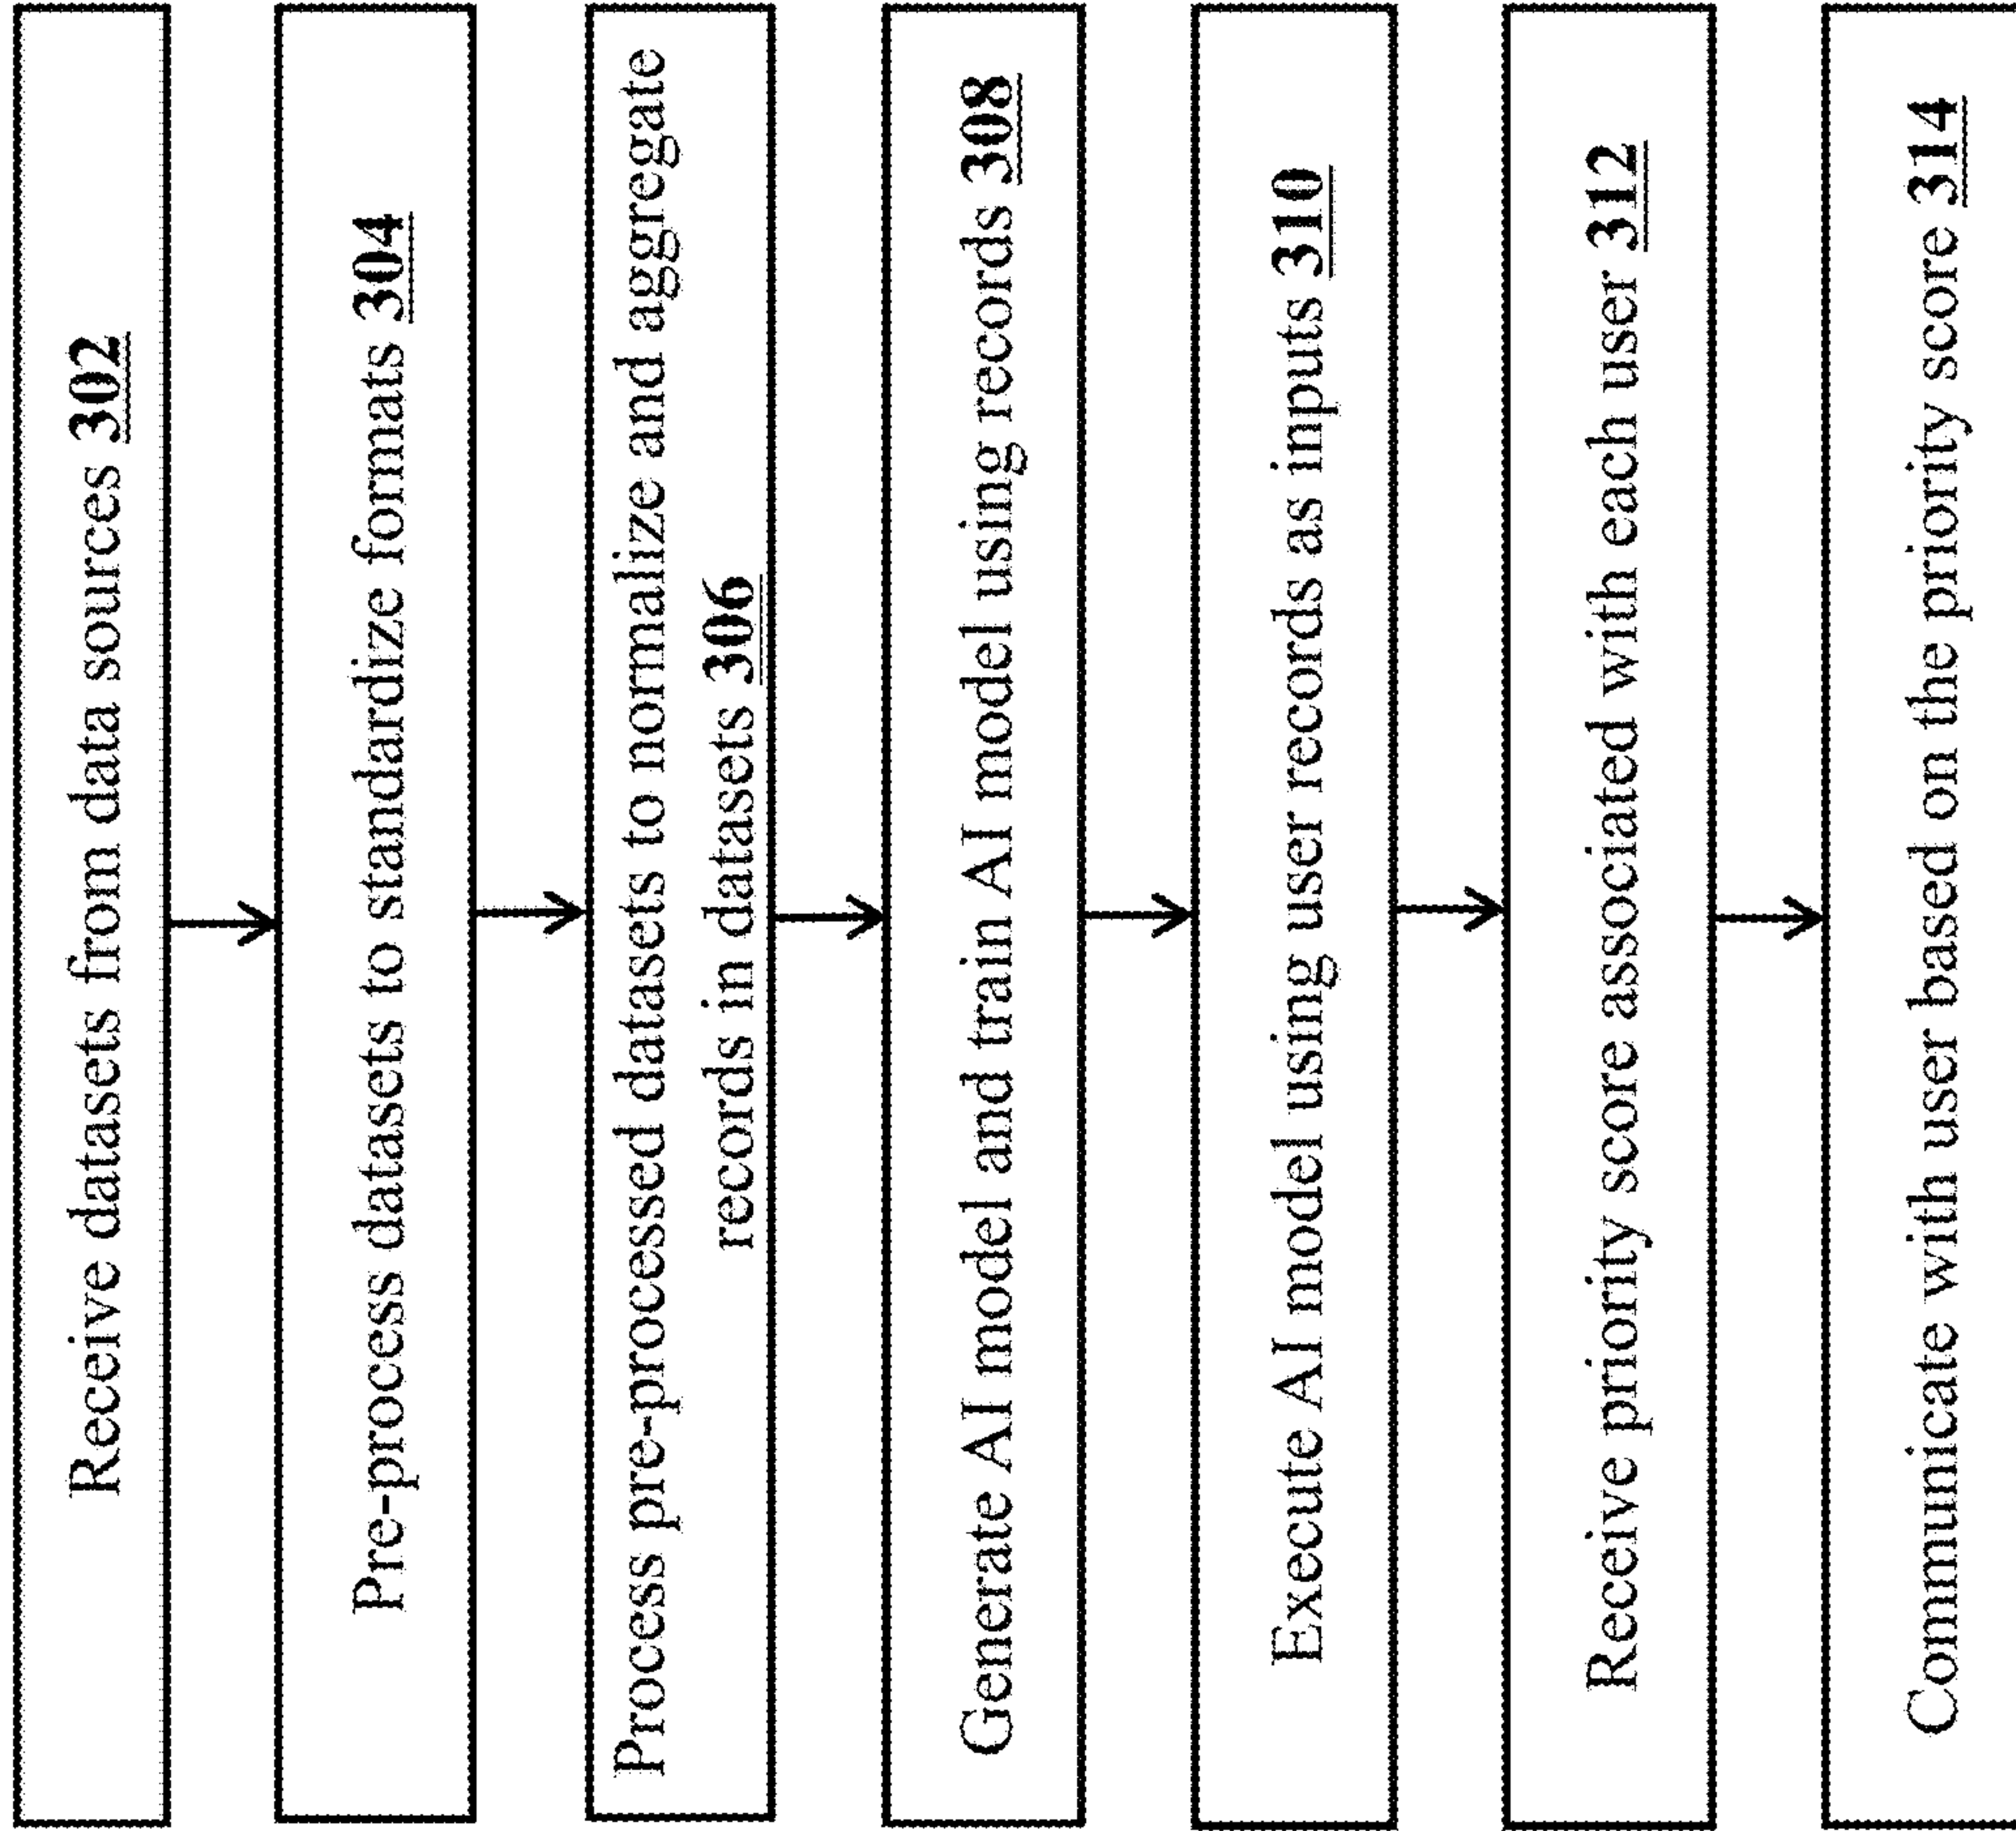 Receive datasets from data sources 302
Pre-process datasets to standardize formats 304
Process pre-processed datasets to normalize and aggregate
records in datasets 306
Generate AI model and train AI model using records 308
Execute AI model using user records as inputs 310
Receive priority score associated with each user 312
Communicate with user based on the priority score 314